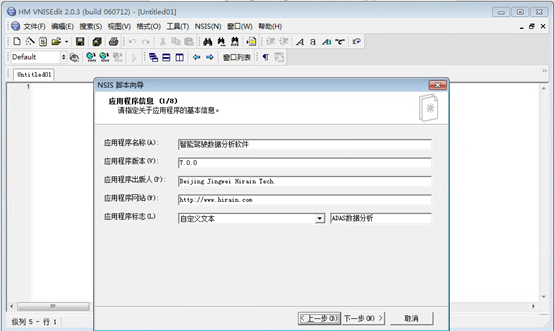 HM VNISEdit 2.0.3 (build 060712) - [Untitled01]
文件(F) 编辑(E) 搜索(S) 视图(V) 格式(O) 工具(T) NSIS(N) 窗口(W) 帮助(H)
Default 窗口列表
Untitled01
1
NSIS 脚本向导
应用程序信息 (1/8)
请指定关于应用程序的基本信息。
应用程序名称(A): 智能驾驶数据分析软件
应用程序版本(V): 7.0.0
应用程序出版人(P): Beijing Jingwei Hirain Tech.
应用程序网站(W): http://www.hirain.com
应用程序标志(L) 自定义文本 ADAS数据分析
< 上一步(B) 下一步(N) > 取消
纵列 5 - 行 1